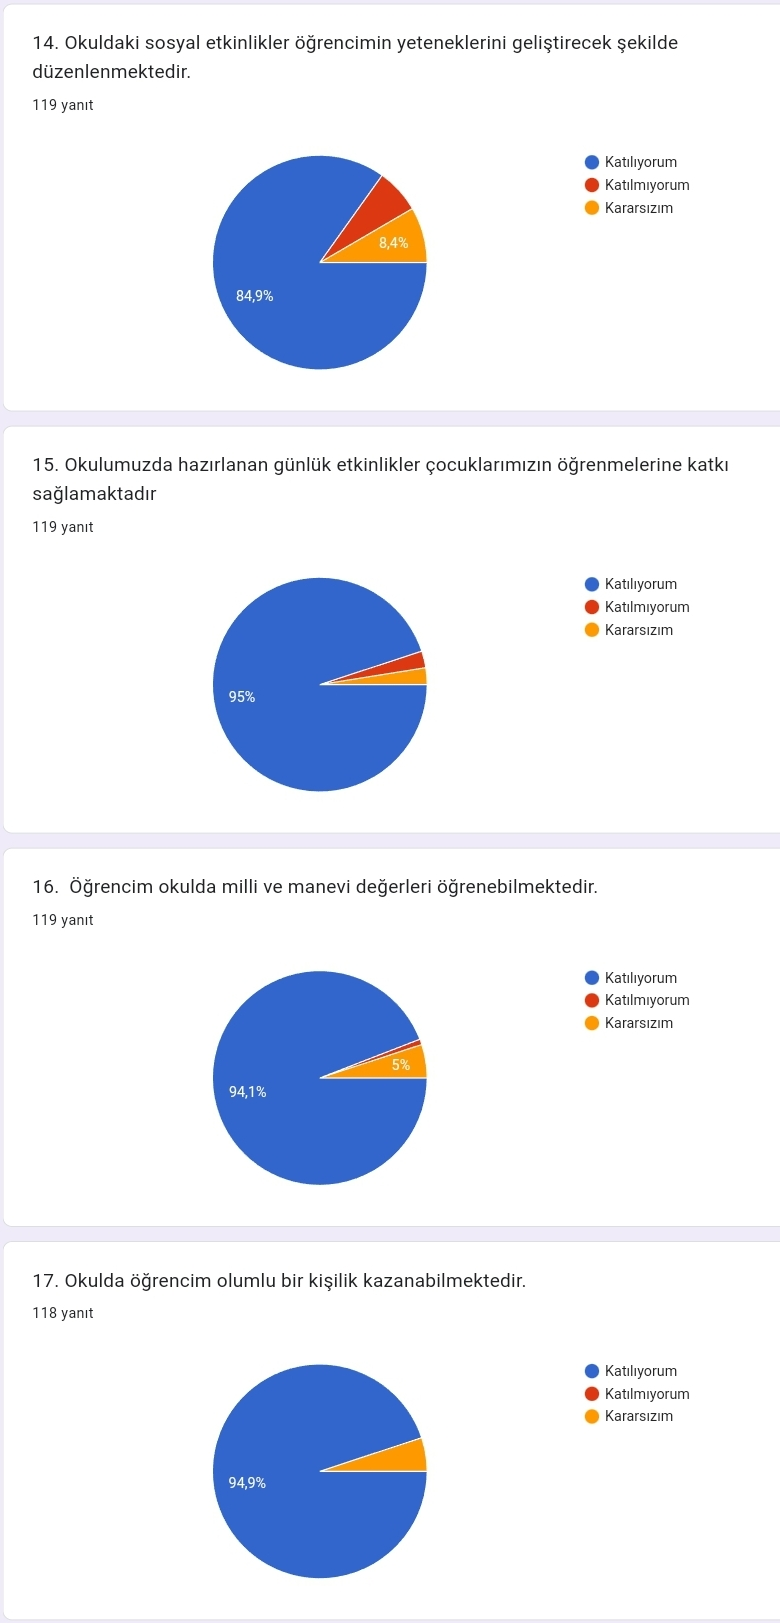 14. Okuldaki sosyal etkinlikler öğrencimin yeteneklerini geliştirecek şekilde
düzenlenmektedir.
119 yanıt
Katılıyorum
Katılmıyorum
Kararsızım
8,4%
84,9%
15. Okulumuzda hazırlanan günlük etkinlikler çocuklarımızın öğrenmelerine katkı
sağlamaktadır
119 yanıt
Katılıyorum
Katılmıyorum
Kararsızım
95%
16.  Öğrencim okulda milli ve manevi değerleri öğrenebilmektedir.
119 yanıt
Katılıyorum
Katılmıyorum
Kararsızım
5%
94,1%
17. Okulda öğrencim olumlu bir kişilik kazanabilmektedir.
118 yanıt
Katılıyorum
Katılmıyorum
Kararsızım
94,9%